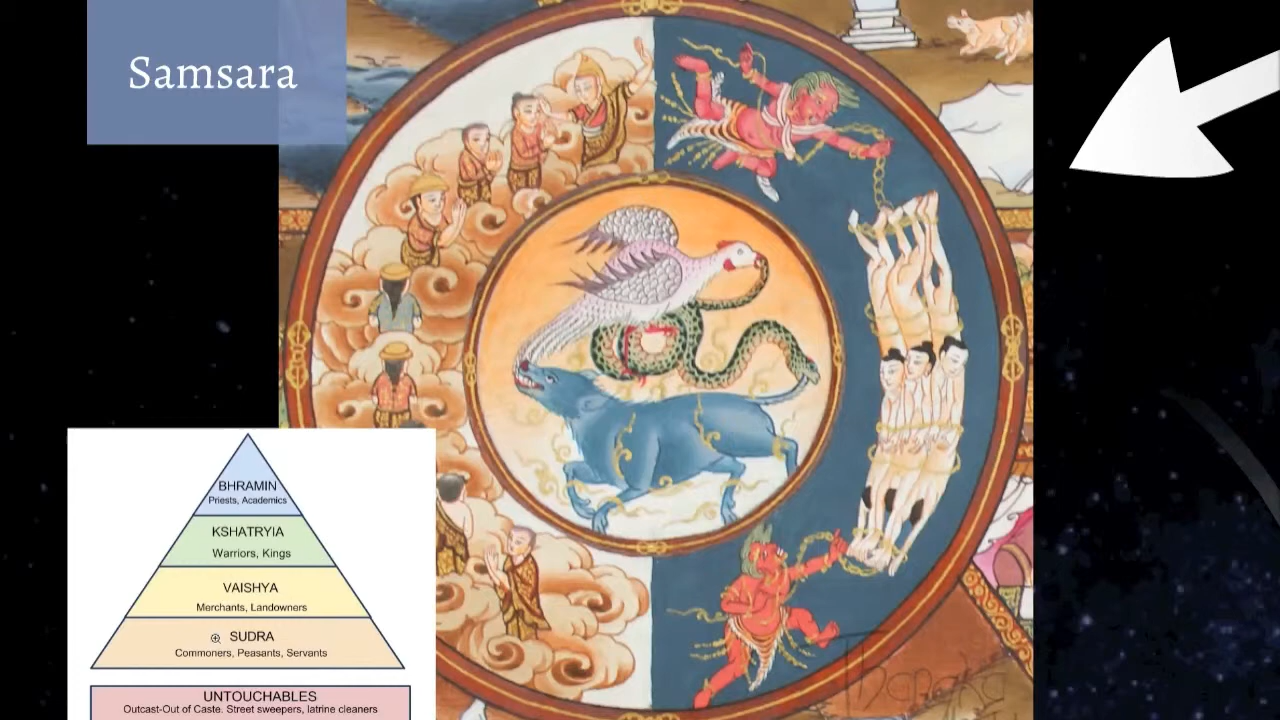 Samsara
BHRAMIN
Priests, Academics
KSHATRYIA
Warriors, Kings
VAISHYA
Merchants, Landowners
SUDRA
Commoners, Peasants, Servants
UNTOUCHABLES
Outcast-Out of Caste. Street sweepers, latrine cleaners